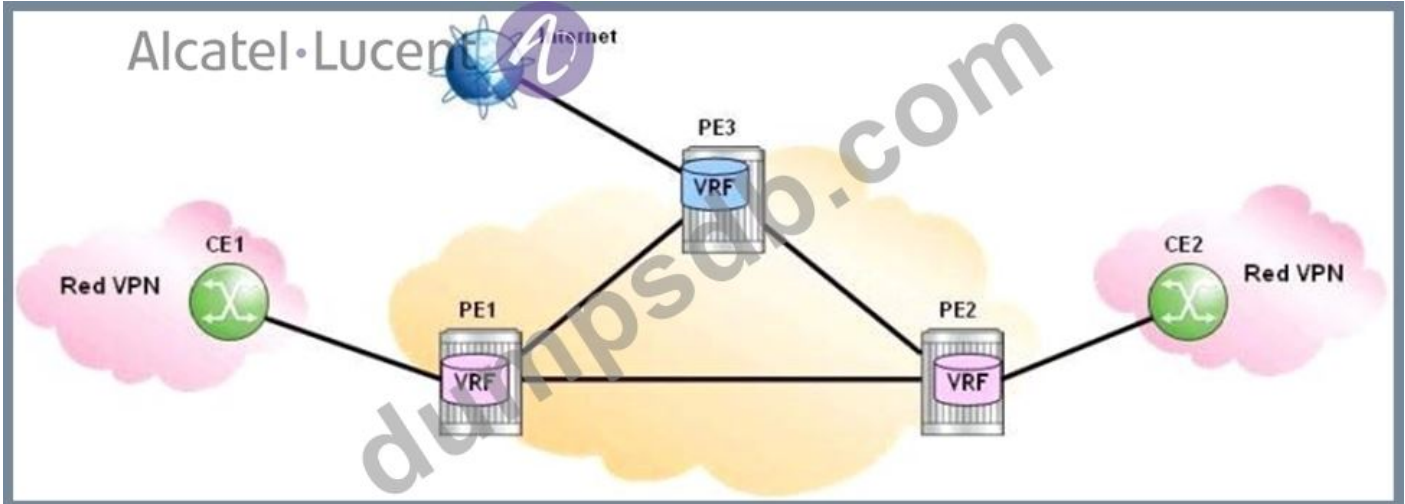 Alcatel·Lucent
Internet
PE3
VRF
CE1
Red VPN
PE1
VRF
PE2
VRF
CE2
Red VPN
dumpsdb.com